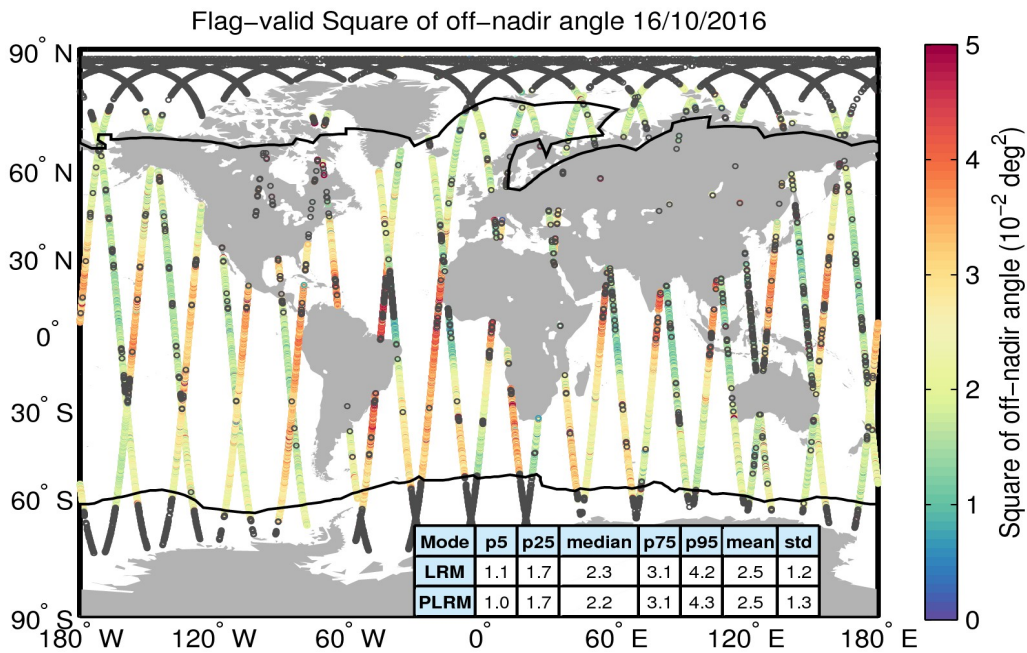 Flag−valid Square of off−nadir angle 16/10/2016
90° N
60° N
30° N
0°
30° S
60° S
90° S
180° W
120° W
60° W
0°
60° E
120° E
180° E
5
4
3
2
1
0
Square of off−nadir angle (10⁻² deg²)
Mode p5 p25 median p75 p95 mean std
LRM 1.1 1.7 2.3 3.1 4.2 2.5 1.2
PLRM 1.0 1.7 2.2 3.1 4.3 2.5 1.3